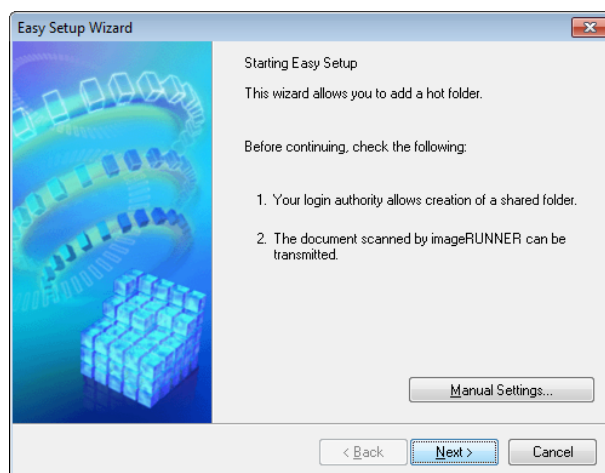 Easy Setup Wizard
Starting Easy Setup
This wizard allows you to add a hot folder.
Before continuing, check the following:
1. Your login authority allows creation of a shared folder.
2. The document scanned by imageRUNNER can be
transmitted.
Manual Settings...
< Back Next > Cancel